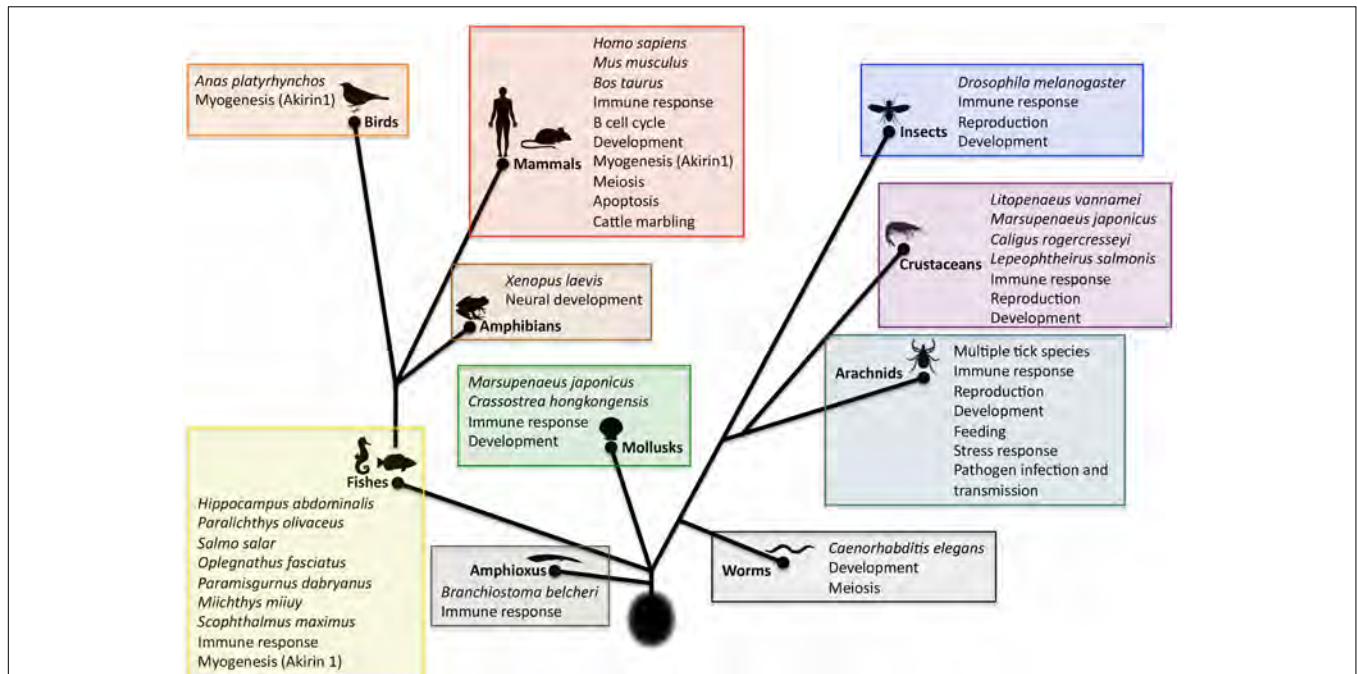 Anas platyrhynchos
Myogenesis (Akirin1)
Birds
Homo sapiens
Mus musculus
Bos taurus
Immune response
B cell cycle
Development
Myogenesis (Akirin1)
Meiosis
Apoptosis
Cattle marbling
Mammals
Drosophila melanogaster
Immune response
Reproduction
Development
Insects
Litopenaeus vannamei
Marsupenaeus japonicus
Caligus rogercresseyi
Lepeophtheirus salmonis
Immune response
Reproduction
Development
Crustaceans
Xenopus laevis
Neural development
Amphibians
Arachnids
Multiple tick species
Immune response
Reproduction
Development
Feeding
Stress response
Pathogen infection and
transmission
Marsupenaeus japonicus
Crassostrea hongkongensis
Immune response
Development
Mollusks
Fishes
Hippocampus abdominalis
Paralichthys olivaceus
Salmo salar
Oplegnathus fasciatus
Paramisgurnus dabryanus
Miichthys miiuy
Scophthalmus maximus
Immune response
Myogenesis (Akirin 1)
Amphioxus
Branchiostoma belcheri
Immune response
Worms
Caenorhabditis elegans
Development
Meiosis